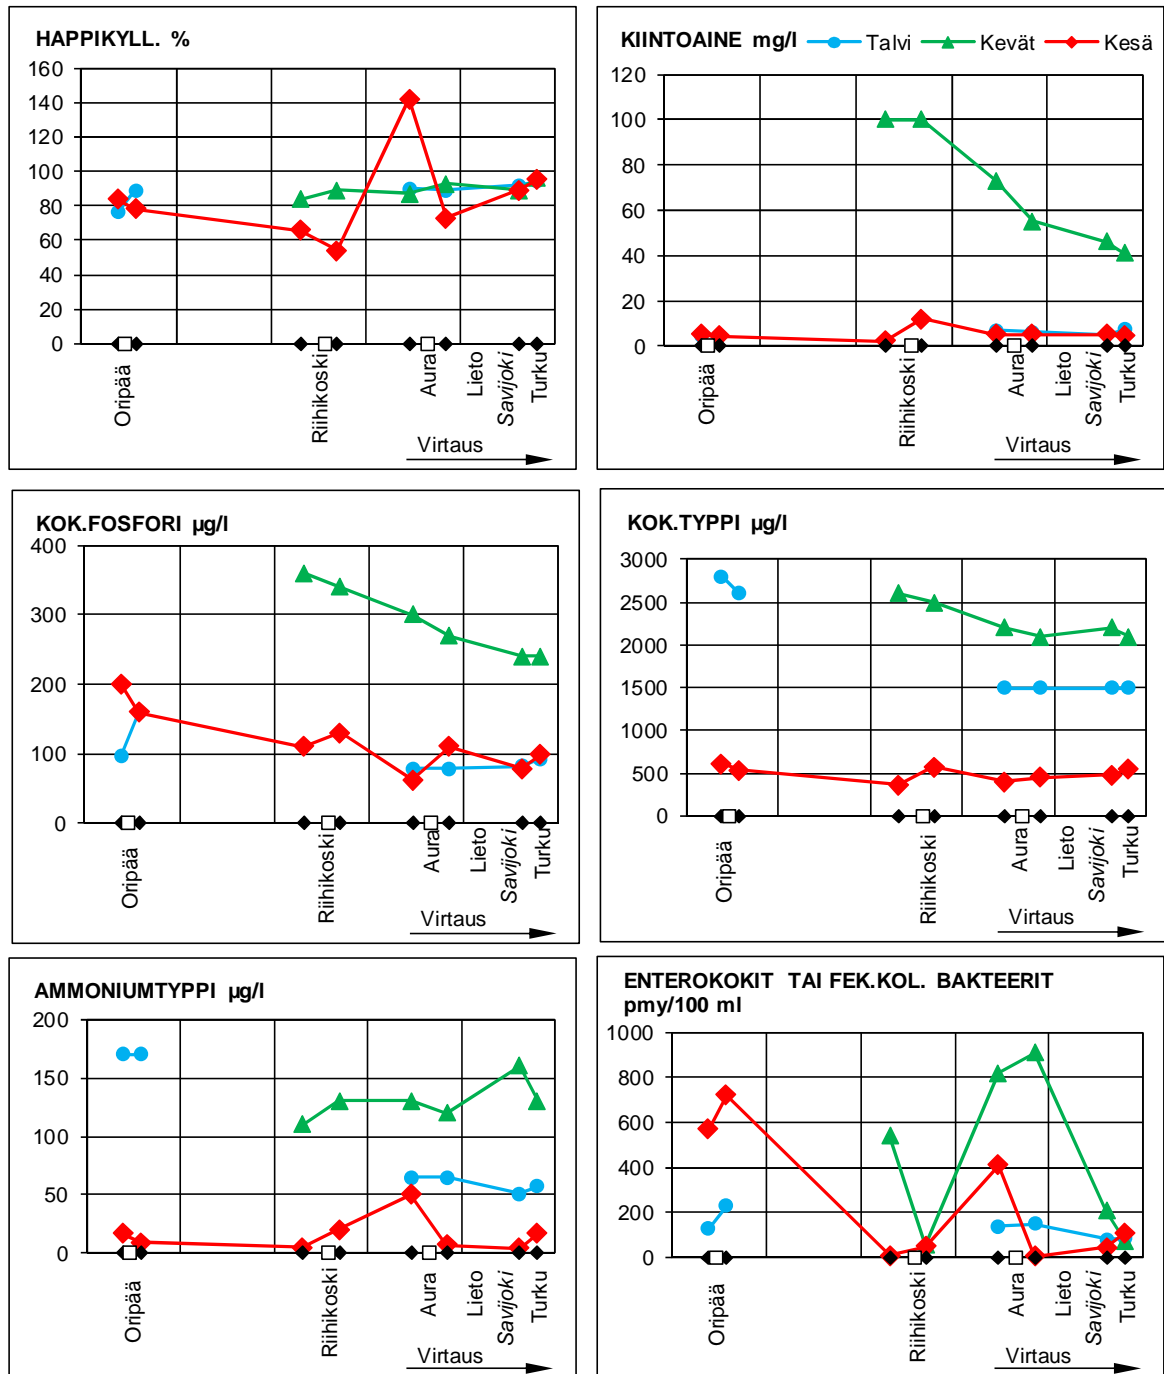 HAPPIKYLL. %
160
140
120
100
80
60
40
20
0
Oripää
Riihikoski
Aura
Lieto
Savijoki
Turku
Virtaus
KIINTOAINE mg/l
Talvi
Kevät
Kesä
120
100
80
60
40
20
0
Oripää
Riihikoski
Aura
Lieto
Savijoki
Turku
Virtaus
KOK.FOSFORI µg/l
400
300
200
100
0
Oripää
Riihikoski
Aura
Lieto
Savijoki
Turku
Virtaus
KOK.TYPPI µg/l
3000
2500
2000
1500
1000
500
0
Oripää
Riihikoski
Aura
Lieto
Savijoki
Turku
Virtaus
AMMONIUMTYPPI µg/l
200
150
100
50
0
Oripää
Riihikoski
Aura
Lieto
Savijoki
Turku
Virtaus
ENTEROKOKIT TAI FEK.KOL. BAKTEERIT
pmy/100 ml
1000
800
600
400
200
0
Oripää
Riihikoski
Aura
Lieto
Savijoki
Turku
Virtaus